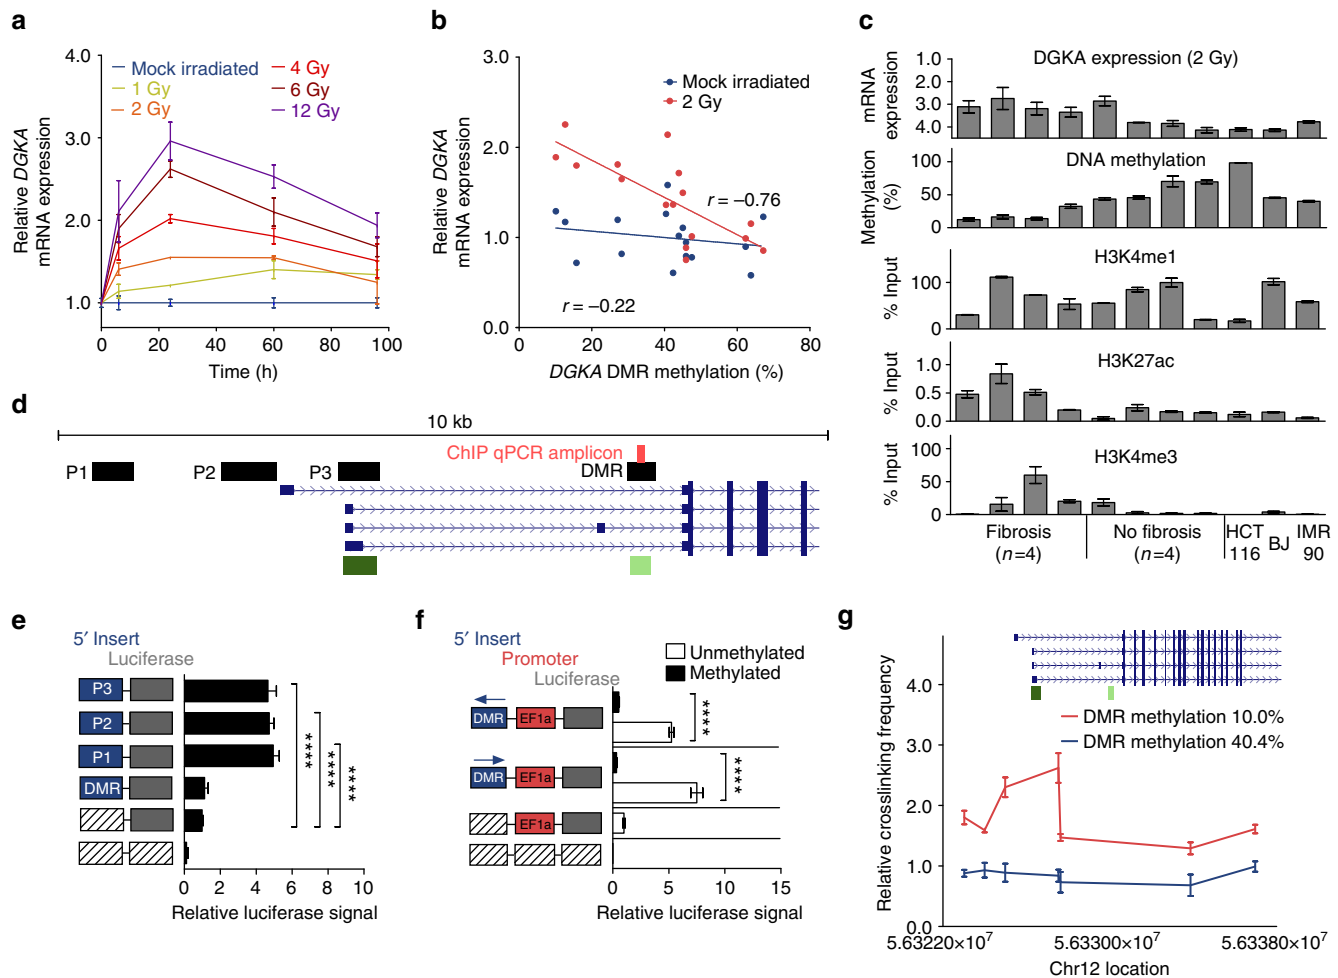 a
Relative DGKA
mRNA expression
4.0
3.0
2.0
1.0
Mock irradiated
1 Gy
2 Gy
4 Gy
6 Gy
12 Gy
0
20
40
60
80
100
Time (h)
b
Relative DGKA
mRNA expression
3.0
2.0
1.0
0.0
Mock irradiated
2 Gy
r = –0.76
r = –0.22
0
20
40
60
80
DGKA DMR methylation (%)
c
DGKA expression (2 Gy)
mRNA
expression
1.0
2.0
3.0
4.0
DNA methylation
Methylation
(%)
100
50
0
H3K4me1
% Input
100
0
H3K27ac
% Input
1.0
0.5
0.0
H3K4me3
% Input
100
50
0
Fibrosis
(n=4)
No fibrosis
(n=4)
HCT
116
BJ
IMR
90
d
10 kb
ChIP qPCR amplicon
P1
P2
P3
DMR
e
5′ Insert
Luciferase
P3
P2
P1
DMR
****
****
****
0
2
4
6
8
10
Relative luciferase signal
f
5′ Insert
Promoter
Luciferase
Unmethylated
Methylated
DMR
EF1a
DMR
EF1a
EF1a
****
****
0
5
10
15
Relative luciferase signal
g
Relative crosslinking frequency
4.0
3.0
2.0
1.0
0.0
DMR methylation 10.0%
DMR methylation 40.4%
5.63220×10⁷
5.63300×10⁷
5.63380×10⁷
Chr12 location